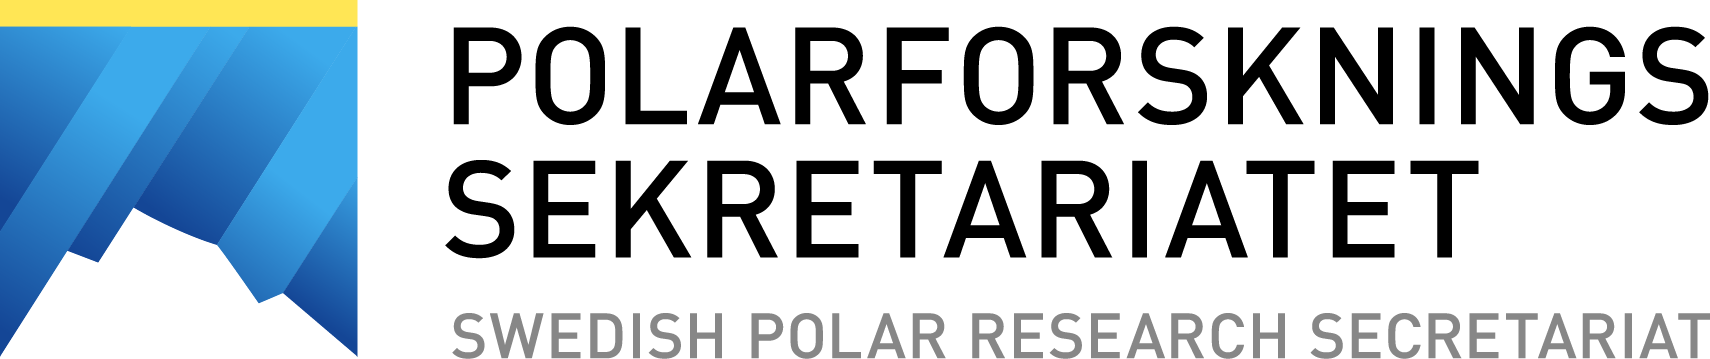 POLARFORSKNINGS
SEKRETARIATET
SWEDISH POLAR RESEARCH SECRETARIAT